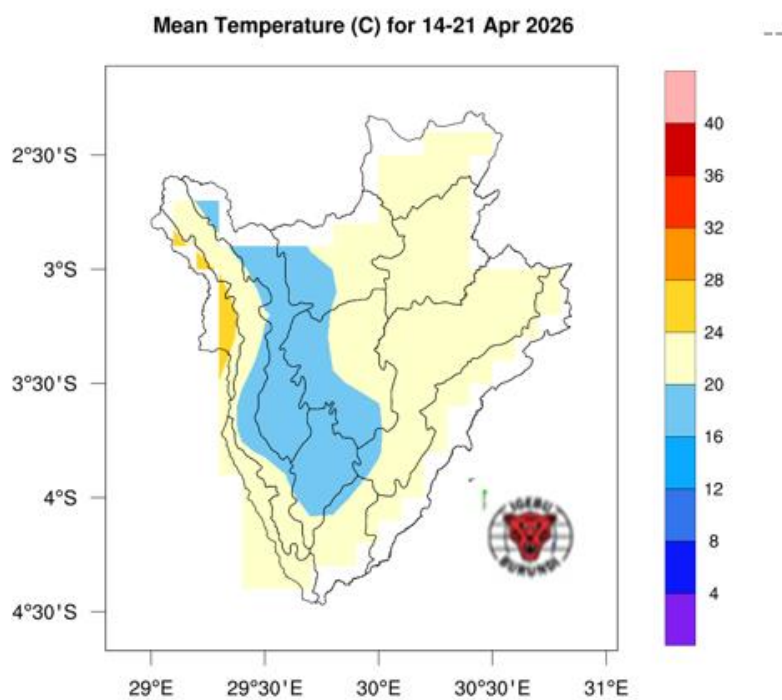 Mean Temperature (C) for 14-21 Apr 2026
40
36
32
28
24
20
16
12
8
4
2°30'S
3°S
3°30'S
4°S
4°30'S
29°E
29°30'E
30°E
30°30'E
31°E
IGEBU
BURUNDI